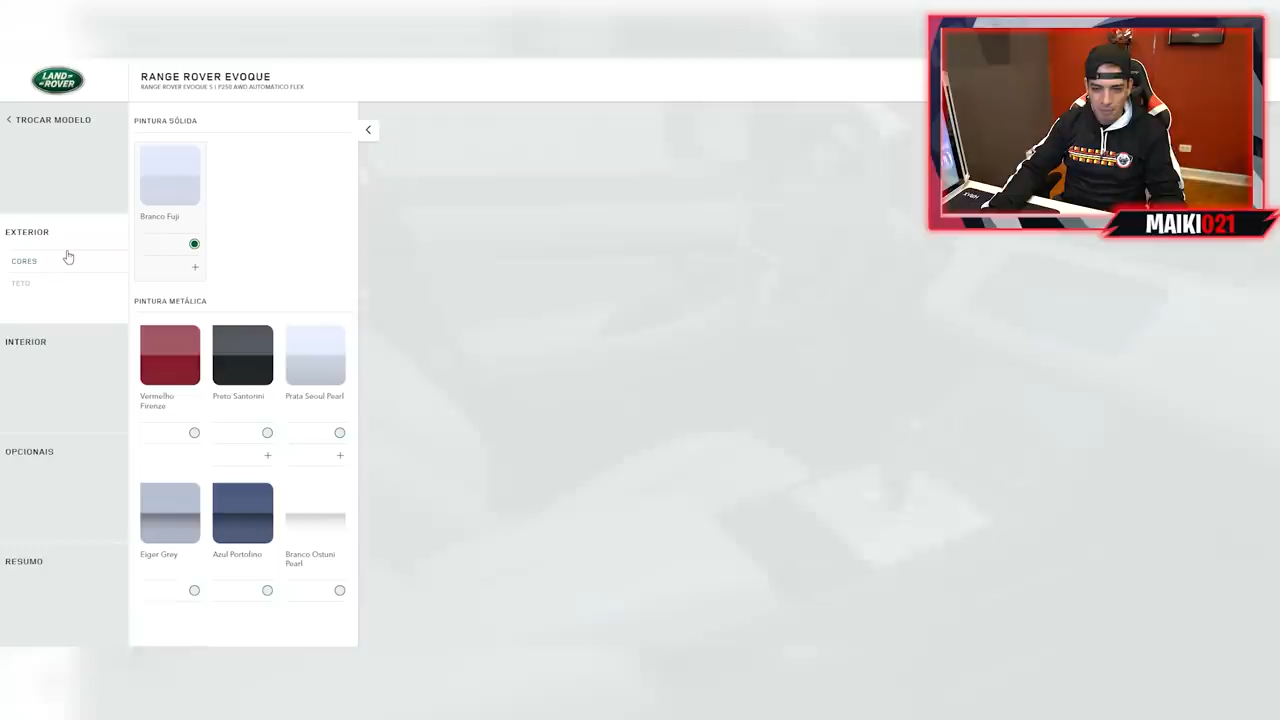 LAND-
ROVER
RANGE ROVER EVOQUE
RANGE ROVER EVOQUE S | P250 AWD AUTOMÁTICO FLEX
TROCAR MODELO
EXTERIOR
CORES
TETO
INTERIOR
OPCIONAIS
RESUMO
PINTURA SÓLIDA
Branco Fuji
PINTURA METÁLICA
Vermelho
Firenze
Preto Santorini
Prata Seoul Pearl
Eiger Grey
Azul Portofino
Branco Ostuni
Pearl
MAIKI021